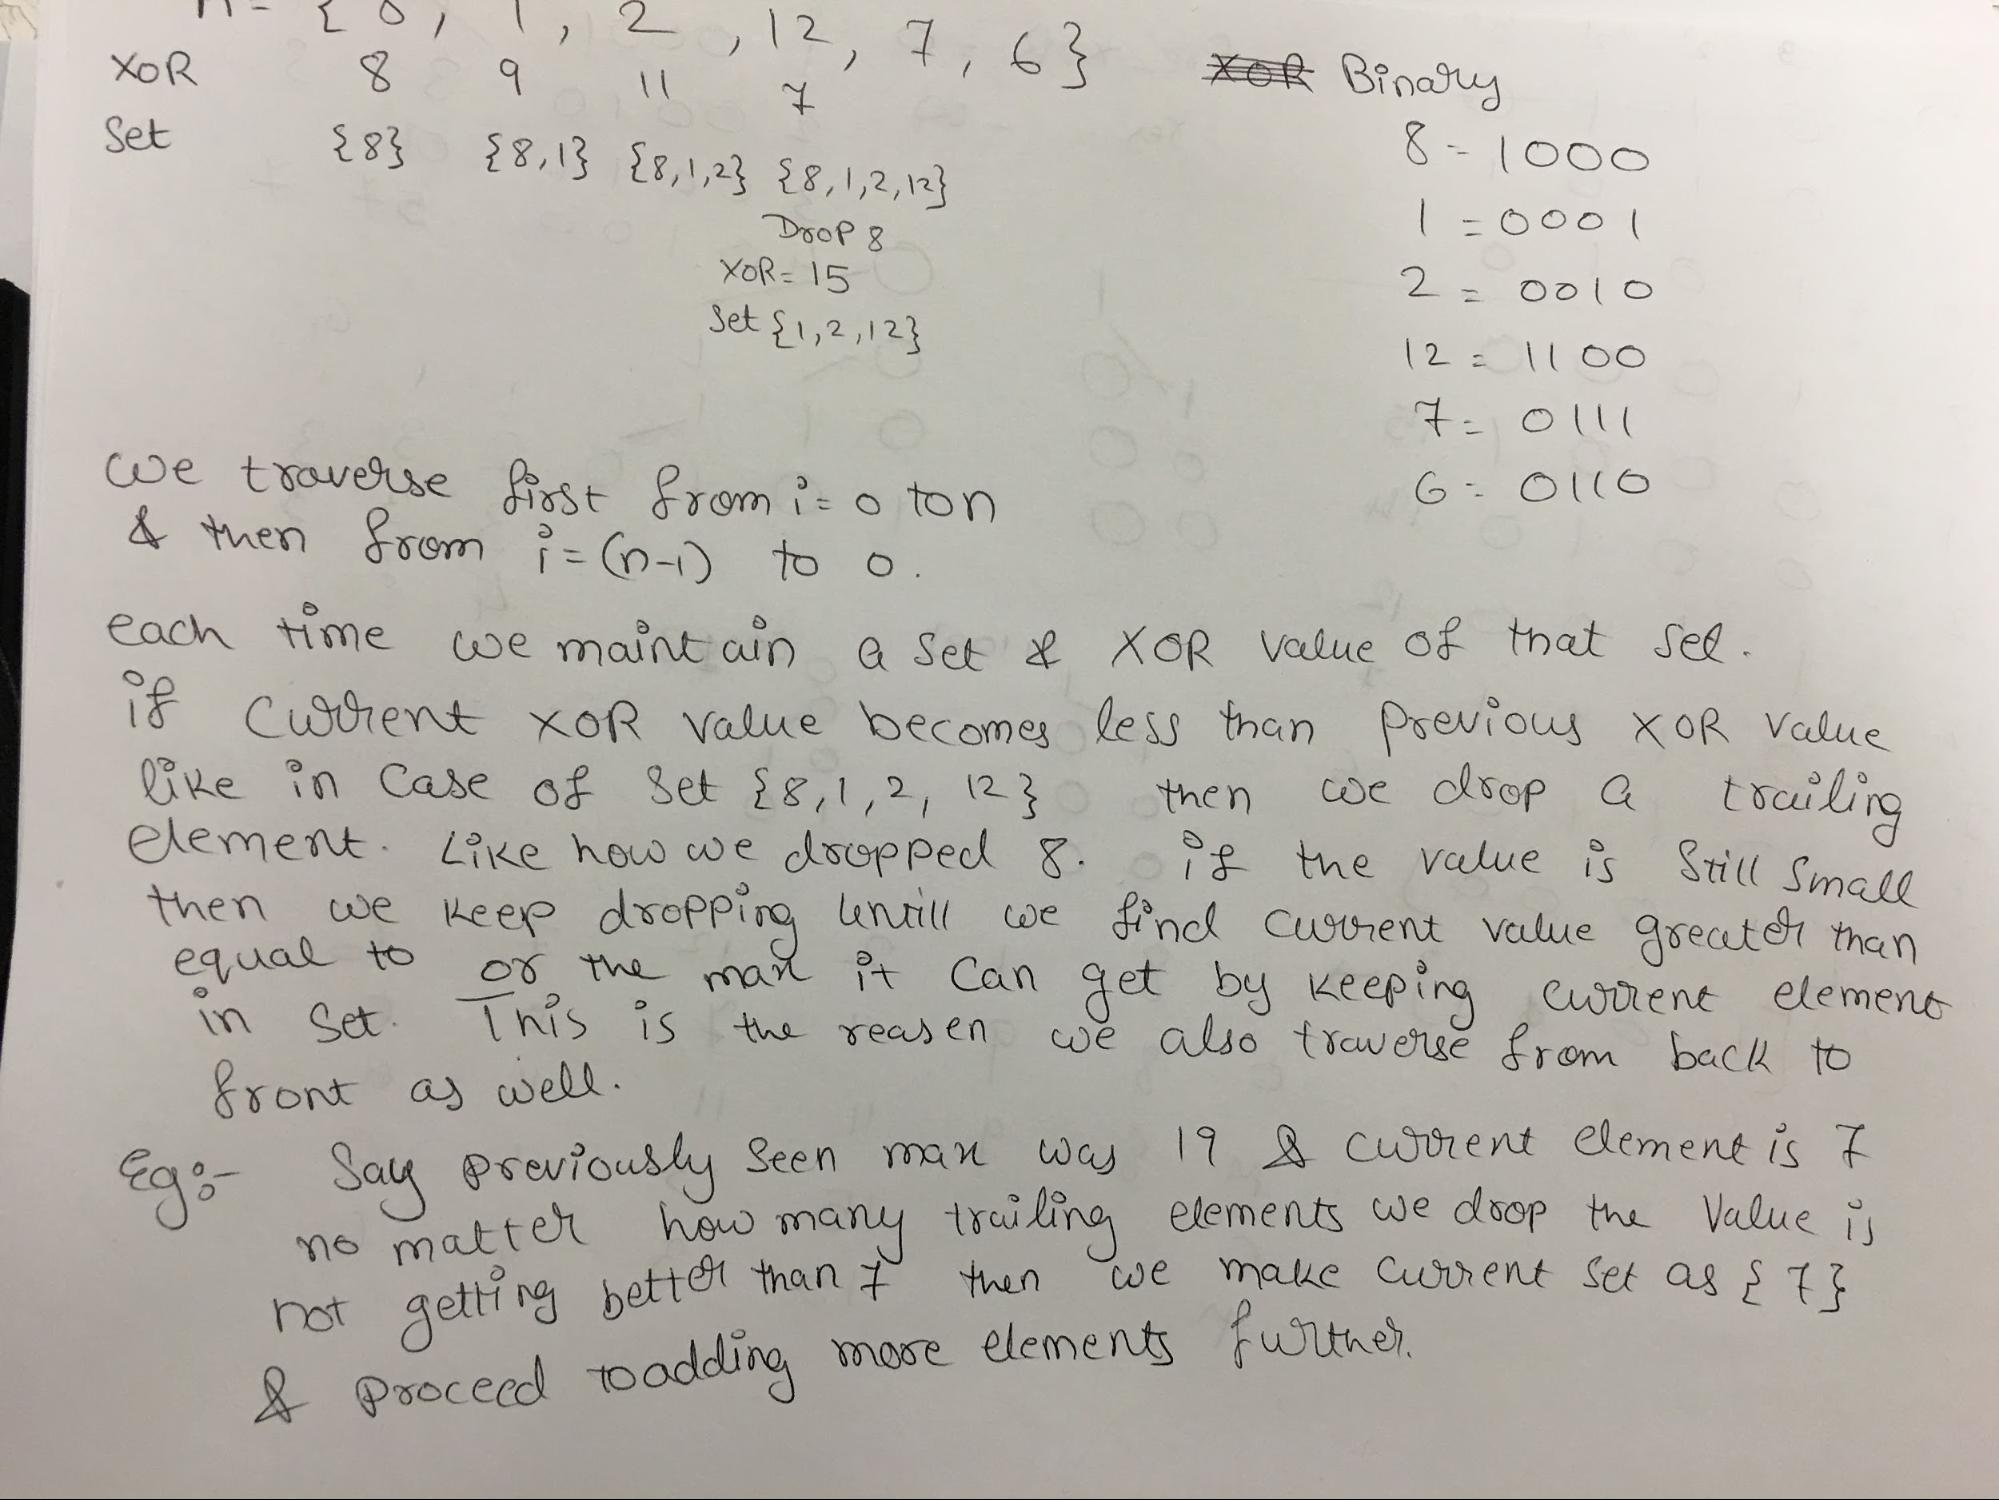 n = { 8, 1, 2, 12, 7, 6 }
XOR 8 9 11 7
Set {8} {8,1} {8,1,2} {8,1,2,12}
Drop 8
XOR = 15
Set {1,2,12}
XOR Binary
8 - 1000
1 = 0001
2 = 0010
12 = 1100
7 = 0111
6 = 0110
we traverse first from i = 0 to n
& then from i = (n-1) to 0.
each time we maintain a set & XOR value of that set.
if current XOR value becomes less than previous XOR value
like in case of set {8,1,2, 12} then we drop a trailing
element. Like how we dropped 8. if the value is still small
then we keep dropping untill we find current value greater than
equal to or the max it can get by keeping current element
in set. This is the reasen we also traverse from back to
front as well.
Eg:- Say previously seen max was 19 & current element is 7
no matter how many trailing elements we drop the value is
not getting better than 7 then we make current set as {7}
& proceed to adding more elements further.